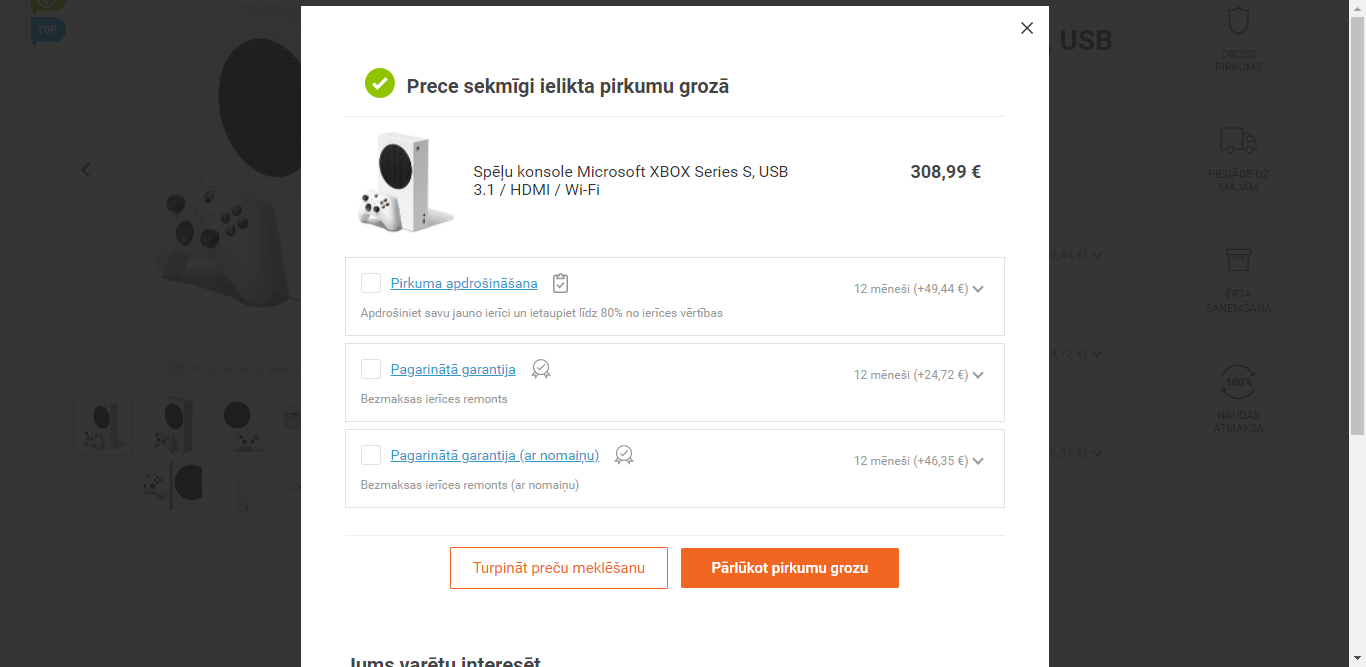 TOP
, USB
DROŠS
PIRKUMS
PIEGĀDE UZ
MĀJĀM
ĒRTA
SAŅEMŠANA
100%
NAUDAS
ATMAKSA
Prece sekmīgi ielikta pirkumu grozā
Spēļu konsole Microsoft XBOX Series S, USB
3.1 / HDMI / Wi-Fi
308,99 €
Pirkuma apdrošināšana
12 mēneši (+49,44 €)
Apdrošiniet savu jauno ierīci un ietaupiet līdz 80% no ierīces vērtības
Pagarinātā garantija
12 mēneši (+24,72 €)
Bezmaksas ierīces remonts
Pagarinātā garantija (ar nomaiņu)
12 mēneši (+46,35 €)
Bezmaksas ierīces remonts (ar nomaiņu)
Turpināt preču meklēšanu
Pārlūkot pirkumu grozu
Jums varētu interesēt